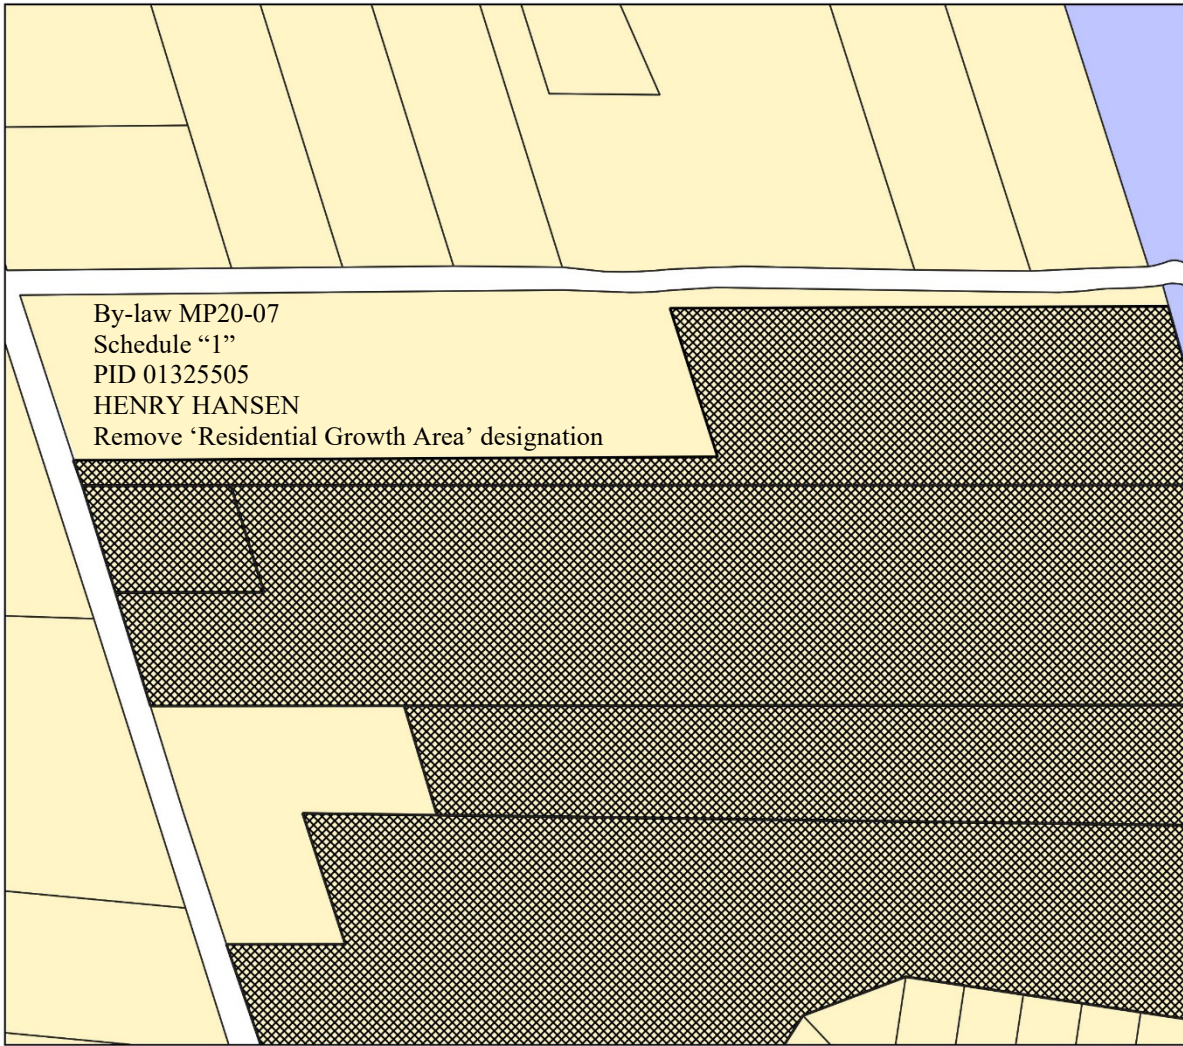 By-law MP20-07
Schedule “1”
PID 01325505
HENRY HANSEN
Remove ‘Residential Growth Area’ designation